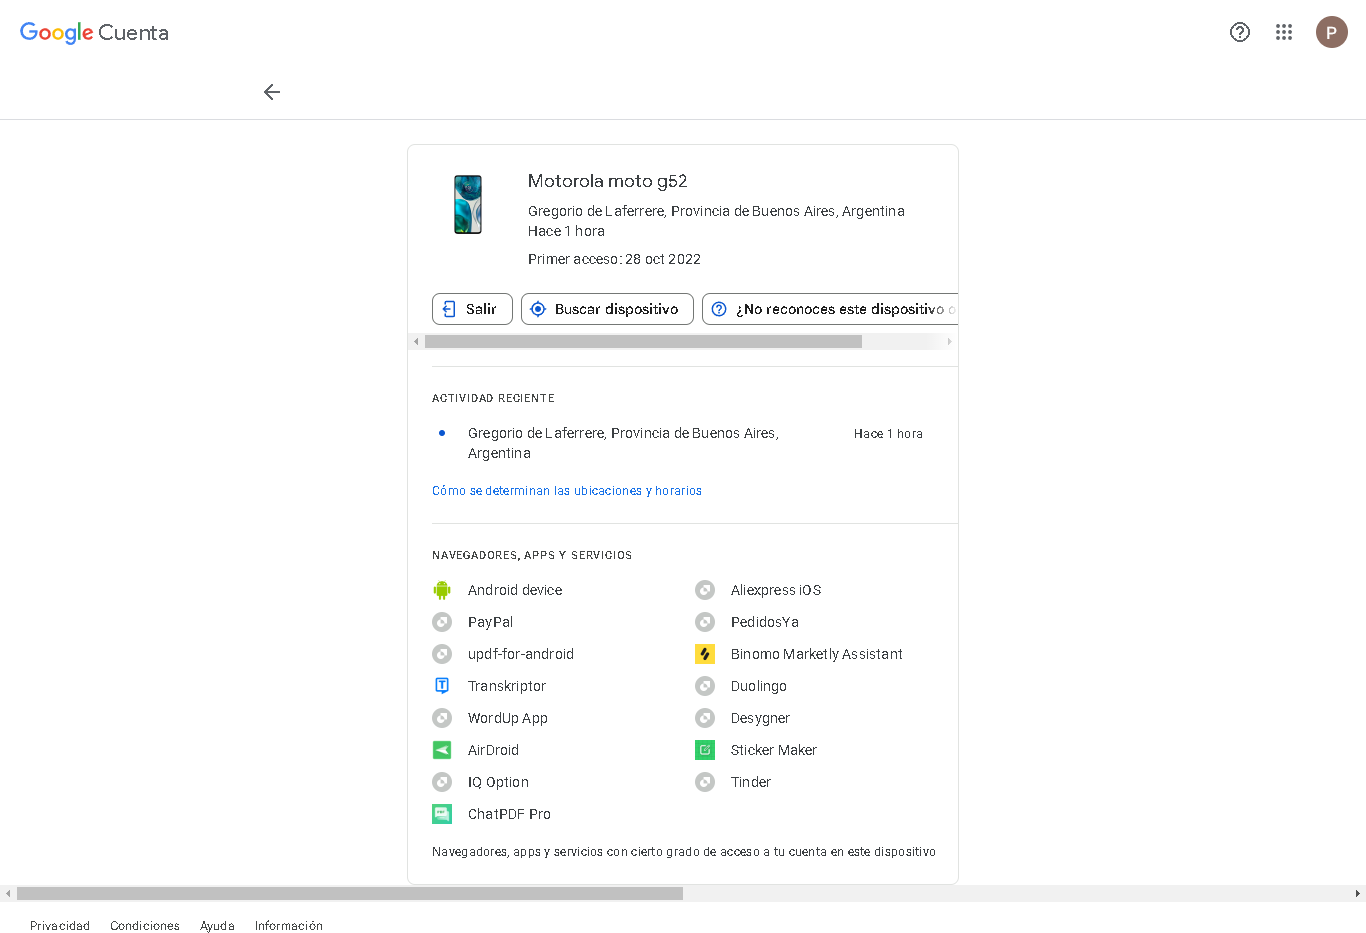 Google Cuenta
P
Motorola moto g52
Gregorio de Laferrere, Provincia de Buenos Aires, Argentina
Hace 1 hora
Primer acceso: 28 oct 2022
Salir
Buscar dispositivo
¿No reconoces este dispositivo o
ACTIVIDAD RECIENTE
Gregorio de Laferrere, Provincia de Buenos Aires,
Argentina
Hace 1 hora
Cómo se determinan las ubicaciones y horarios
NAVEGADORES, APPS Y SERVICIOS
Android device
Aliexpress iOS
PayPal
PedidosYa
updf-for-android
Binomo Marketly Assistant
Transkriptor
Duolingo
WordUp App
Desygner
AirDroid
Sticker Maker
IQ Option
Tinder
ChatPDF Pro
Navegadores, apps y servicios con cierto grado de acceso a tu cuenta en este dispositivo
Privacidad
Condiciones
Ayuda
Información